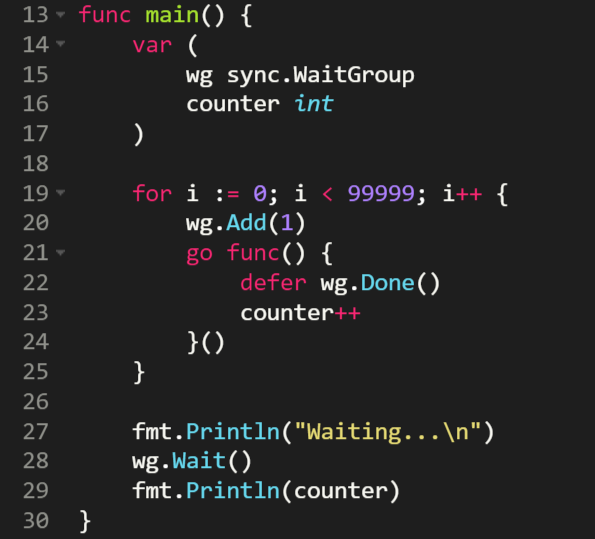 13 func main() {
14     var (
15         wg sync.WaitGroup
16         counter int
17     )
18
19     for i := 0; i < 99999; i++ {
20         wg.Add(1)
21         go func() {
22             defer wg.Done()
23             counter++
24         }()
25     }
26
27     fmt.Println("Waiting...\n")
28     wg.Wait()
29     fmt.Println(counter)
30 }